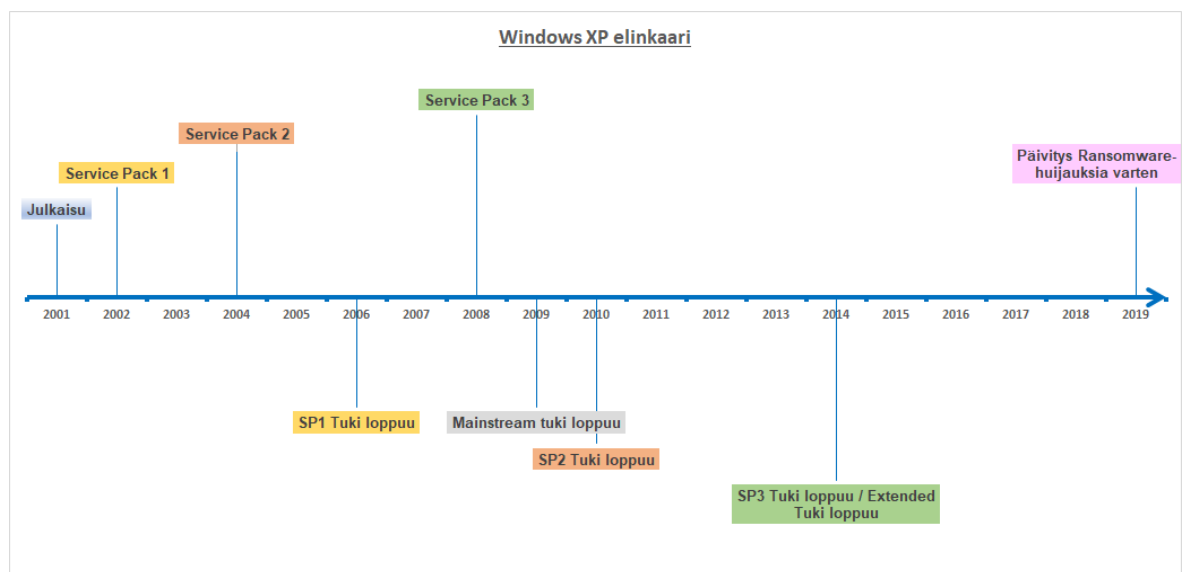 Windows XP elinkaari
Service Pack 3
Service Pack 2
Service Pack 1
Päivitys Ransomware-
huijauksia varten
Julkaisu
2001 2002 2003 2004 2005 2006 2007 2008 2009 2010 2011 2012 2013 2014 2015 2016 2017 2018 2019
SP1 Tuki loppuu
Mainstream tuki loppuu
SP2 Tuki loppuu
SP3 Tuki loppuu / Extended
Tuki loppuu